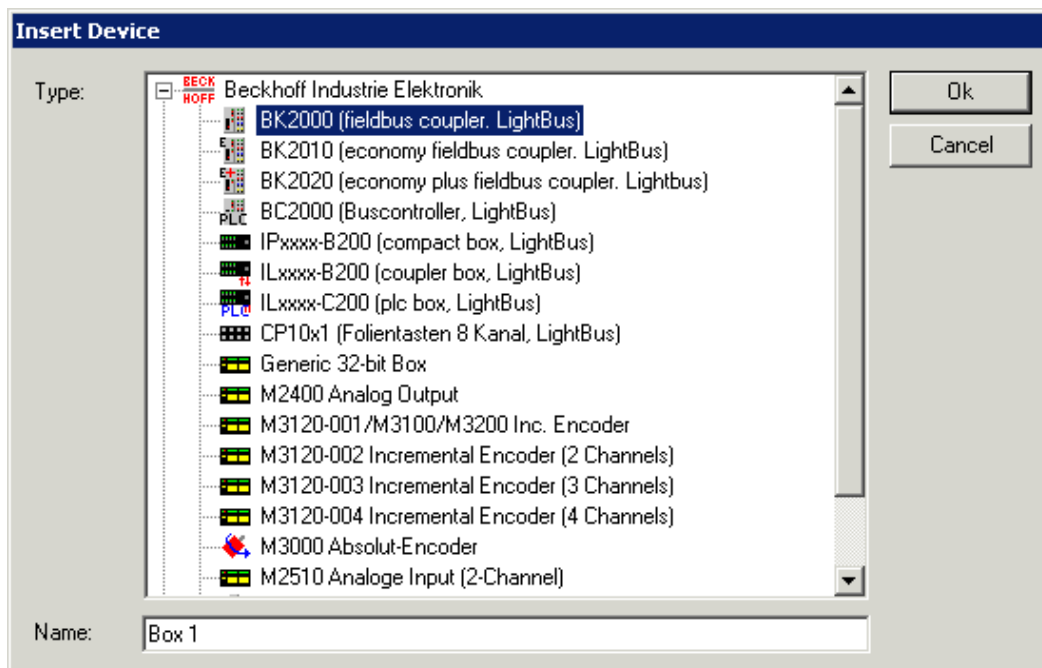 Insert Device
Type:
BECK
HOFF
Beckhoff Industrie Elektronik
Ok
BK2000 (fieldbus coupler. LightBus)
E
BK2010 (economy fieldbus coupler. LightBus)
Cancel
E+
BK2020 (economy plus fieldbus coupler. Lightbus)
PLC
BC2000 (Buscontroller, LightBus)
IPxxxx-B200 (compact box, LightBus)
ILxxxx-B200 (coupler box, LightBus)
PLC
ILxxxx-C200 (plc box, LightBus)
CP10x1 (Folientasten 8 Kanal, LightBus)
Generic 32-bit Box
M2400 Analog Output
M3120-001/M3100/M3200 Inc. Encoder
M3120-002 Incremental Encoder (2 Channels)
M3120-003 Incremental Encoder (3 Channels)
M3120-004 Incremental Encoder (4 Channels)
M3000 Absolut-Encoder
M2510 Analoge Input (2-Channel)
Name:
Box 1